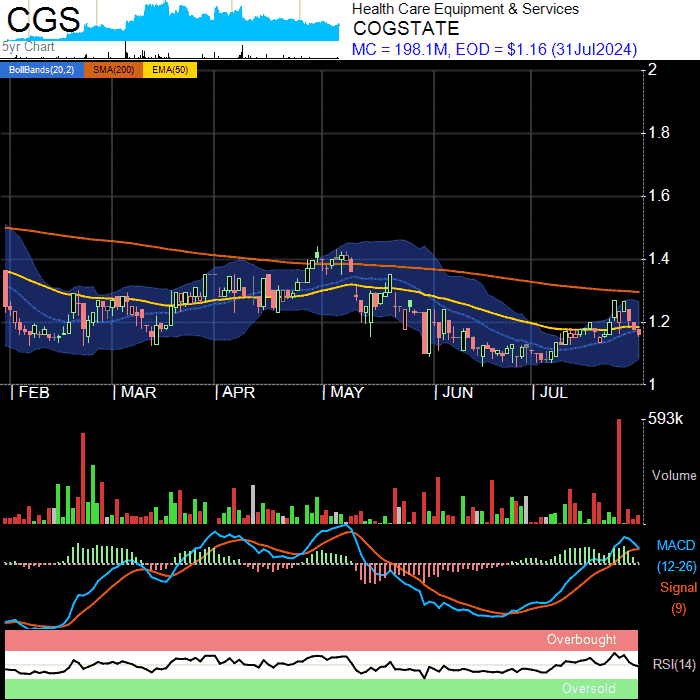 CGS
5yr Chart
Health Care Equipment & Services
COGSTATE
MC = 198.1M, EOD = $1.16 (31Jul2024)
BollBands(20,2) SMA(200) EMA(50)
2
1.8
1.6
1.4
1.2
1
FEB MAR APR MAY JUN JUL
593k
Volume
MACD
(12-26)
Signal
(9)
Overbought
RSI(14)
Oversold